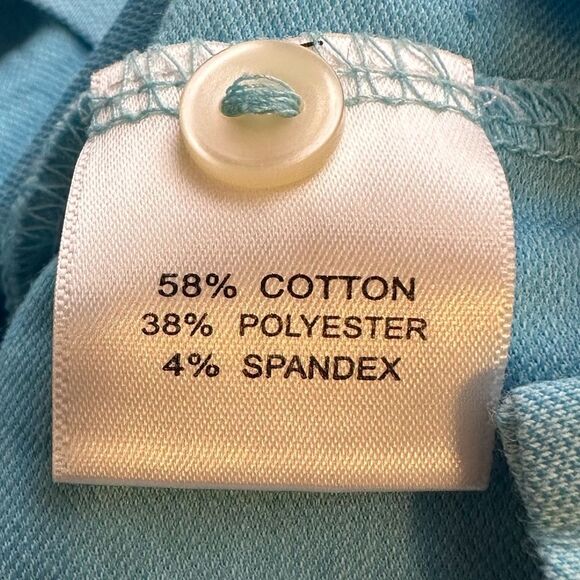 58% COTTON
38% POLYESTER
4% SPANDEX